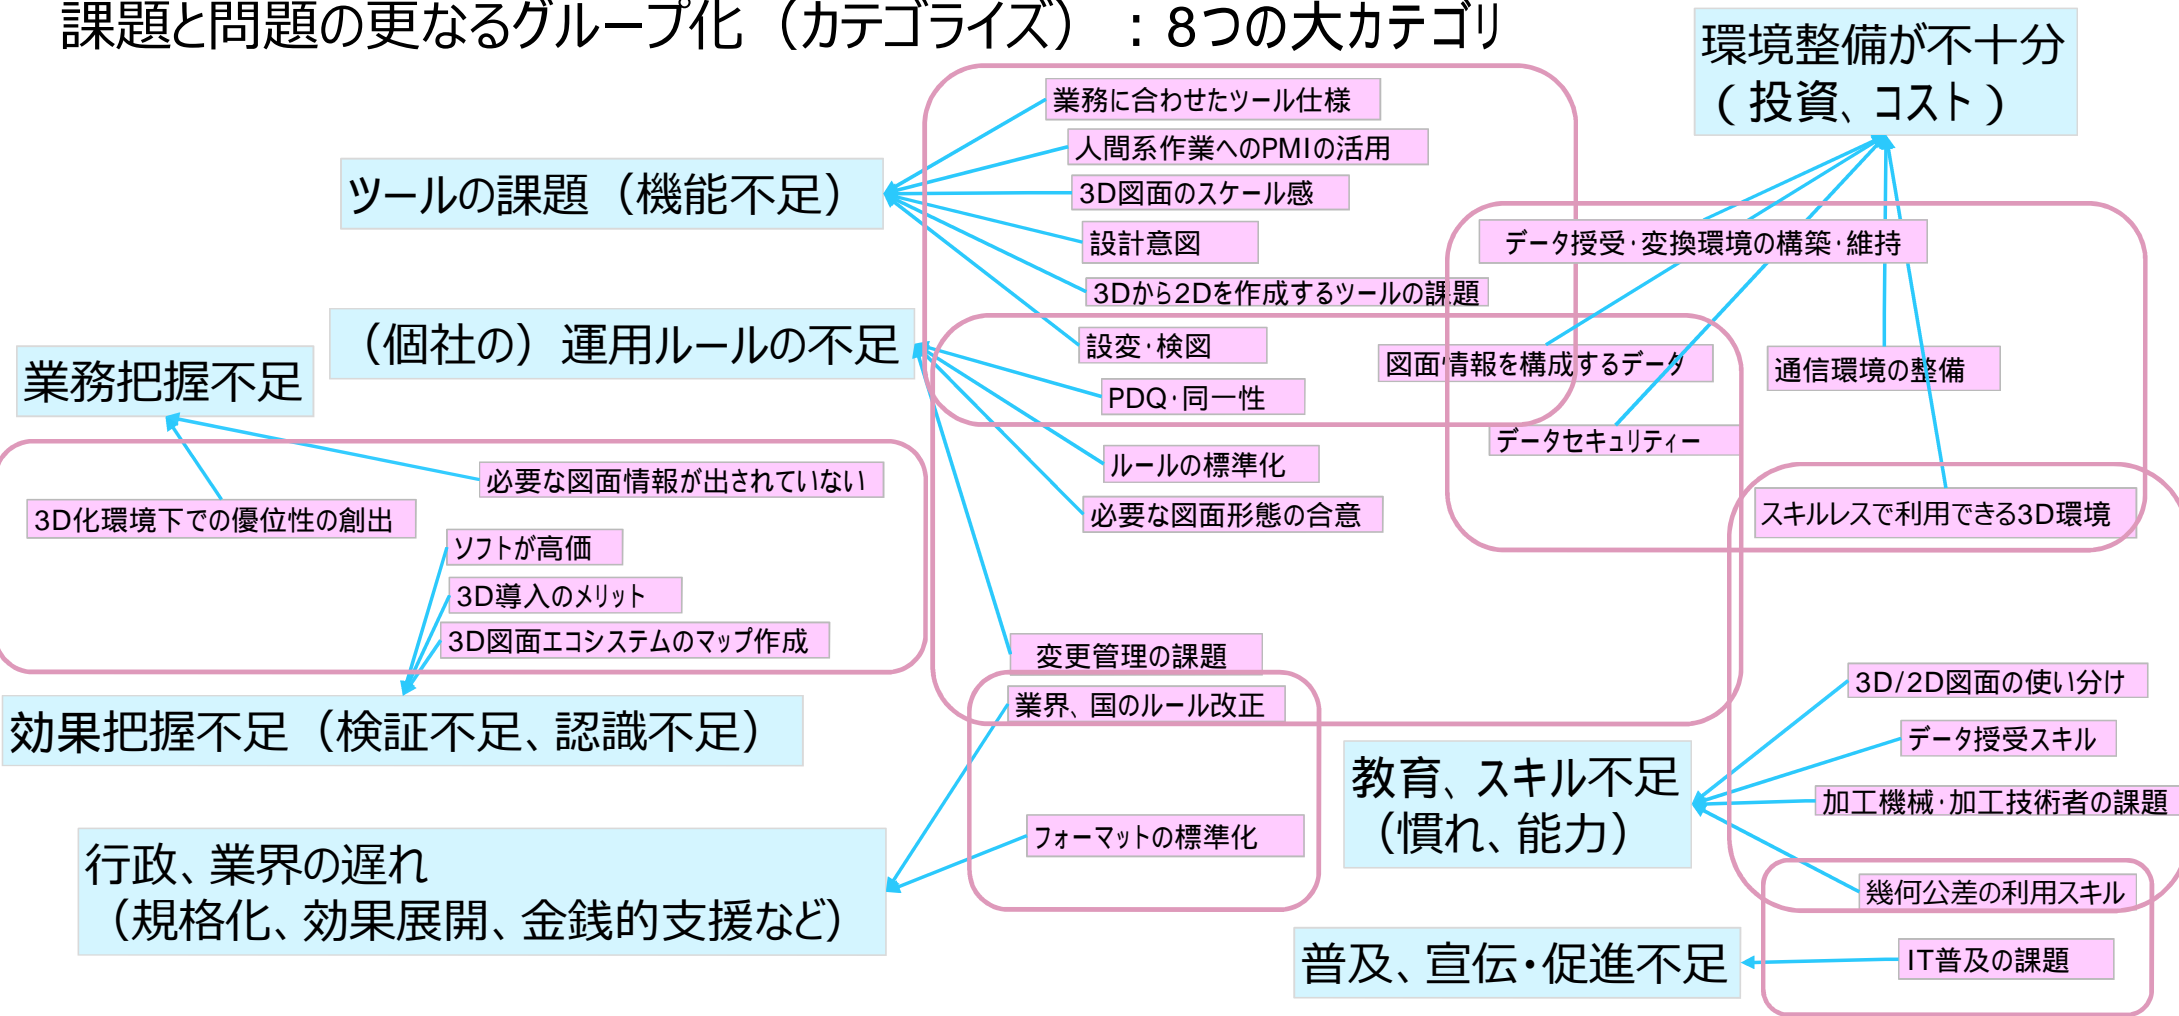 課題と問題の更なるグループ化（カテゴライズ）：8つの大カテゴリ
環境整備が不十分
（投資、コスト）
業務に合わせたツール仕様
人間系作業へのPMIの活用
ツールの課題（機能不足）
3D図面のスケール感
設計意図
データ授受・変換環境の構築・維持
3Dから2Dを作成するツールの課題
（個社の）運用ルールの不足
設変・検図
図面情報を構成するデータ
通信環境の整備
業務把握不足
PDQ・同一性
データセキュリティー
ルールの標準化
必要な図面情報が出されていない
3D化環境下での優位性の創出
必要な図面形態の合意
スキルレスで利用できる3D環境
ソフトが高価
3D導入のメリット
3D図面エコシステムのマップ作成
変更管理の課題
業界、国のルール改正
3D/2D図面の使い分け
効果把握不足（検証不足、認識不足）
データ授受スキル
教育、スキル不足
（慣れ、能力）
加工機械・加工技術者の課題
フォーマットの標準化
行政、業界の遅れ
（規格化、効果展開、金銭的支援など）
幾何公差の利用スキル
普及、宣伝・促進不足
IT普及の課題